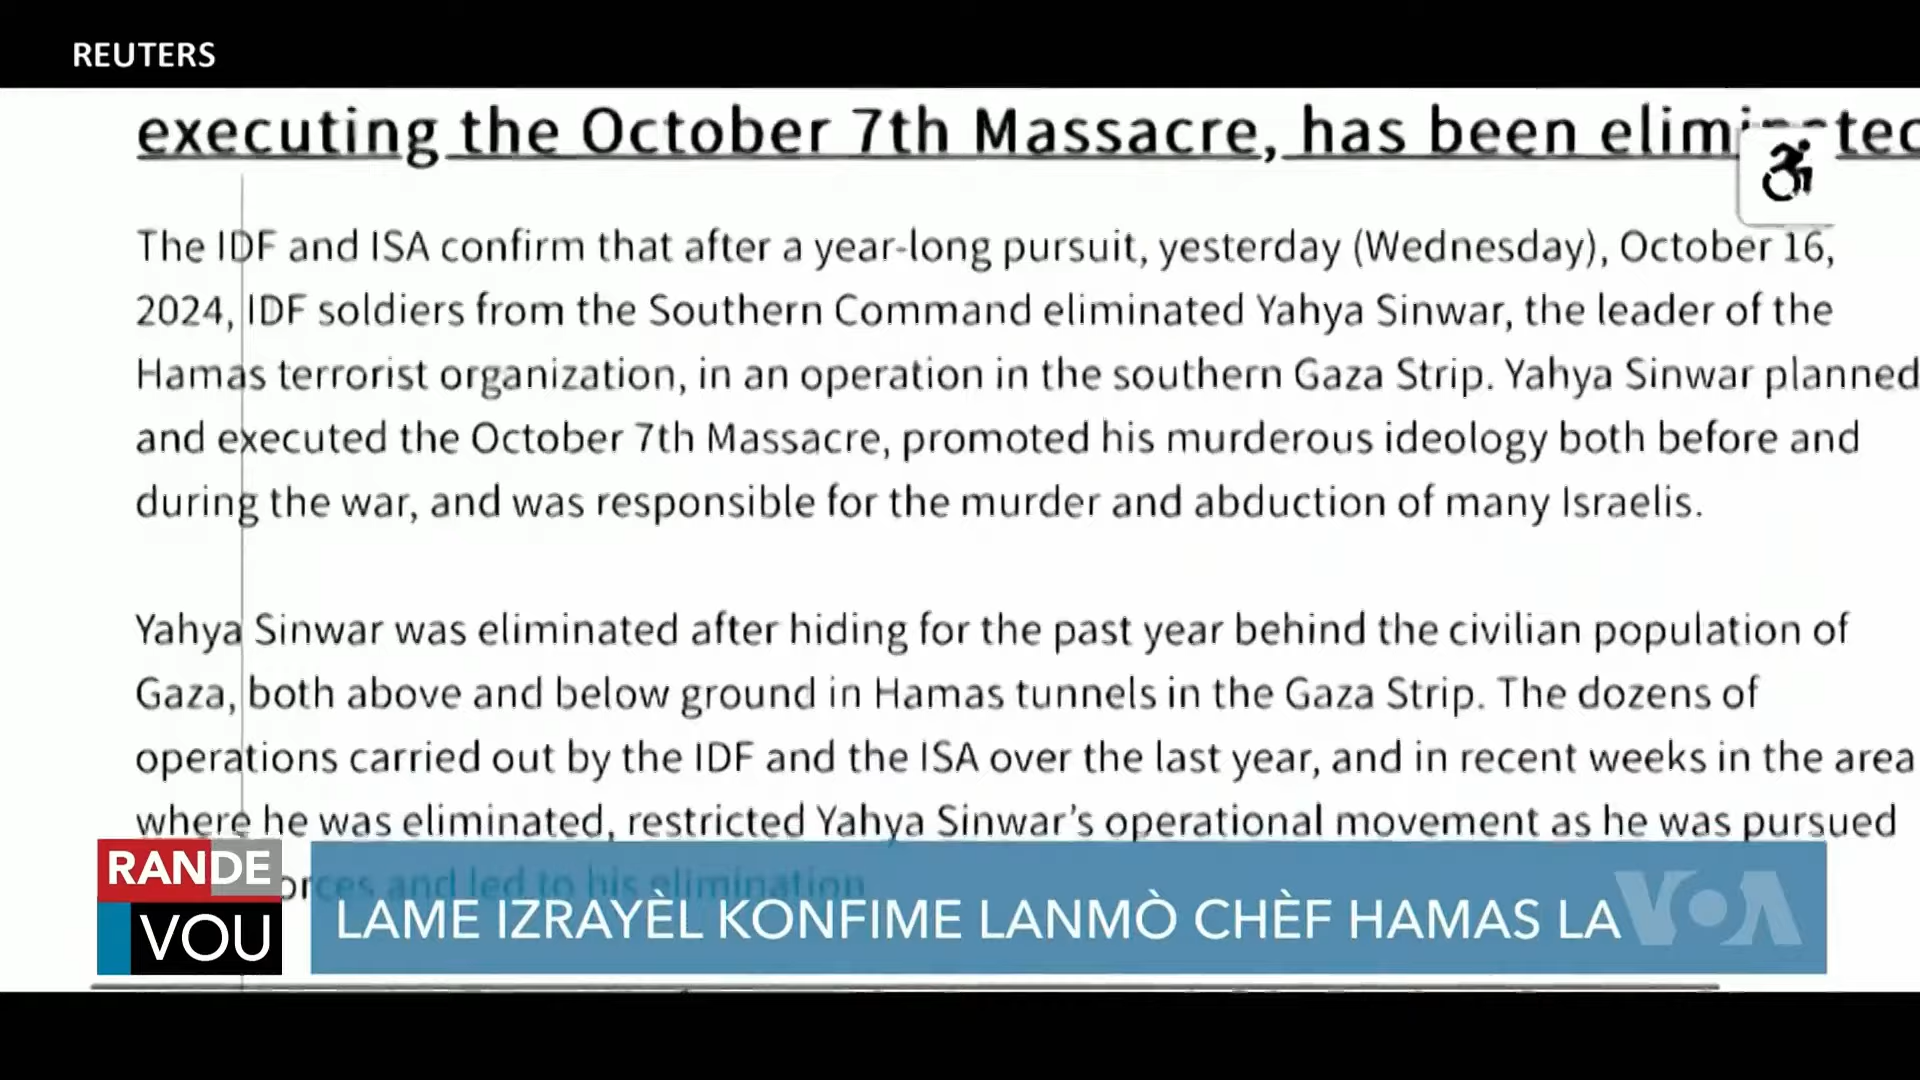 REUTERS
executing the October 7th Massacre, has been
The IDF and ISA confirm that after a year-long pursuit, yesterday (Wednesday), October 16,
2024, IDF soldiers from the Southern Command eliminated Yahya Sinwar, the leader of the
Hamas terrorist organization, in an operation in the southern Gaza Strip. Yahya Sinwar planned
and executed the October 7th Massacre, promoted his murderous ideology both before and
during the war, and was responsible for the murder and abduction of many Israelis.
Yahya Sinwar was eliminated after hiding for the past year behind the civilian population of
Gaza, both above and below ground in Hamas tunnels in the Gaza Strip. The dozens of
operations carried out by the IDF and the ISA over the last year, and in recent weeks in the area
where he was eliminated, restricted Yahya Sinwar's operational movement as he was pursued
and led to his elimination
RANDE
VOU
LAME IZRAYÈL KONFIME LANMÒ CHÈF HAMAS LA
VOA